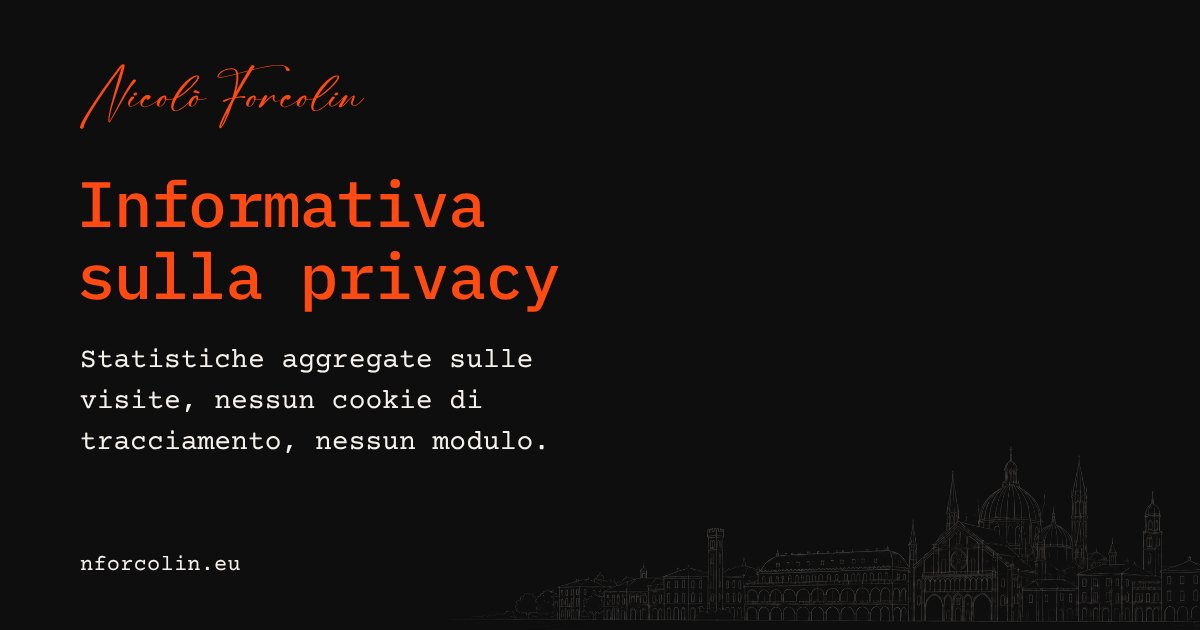 Nicolò Forcolin
Informativa
sulla privacy
Statistiche aggregate sulle
visite, nessun cookie di
tracciamento, nessun modulo.
nforcolin.eu